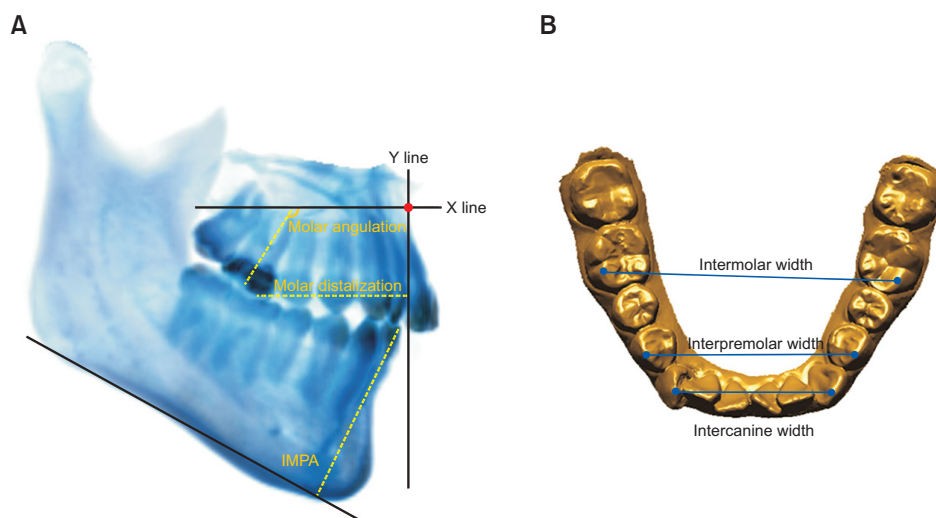 A
B
Y line
X line
Molar angulation
Molar distalization
IMPA
Intermolar width
Interpremolar width
Intercanine width